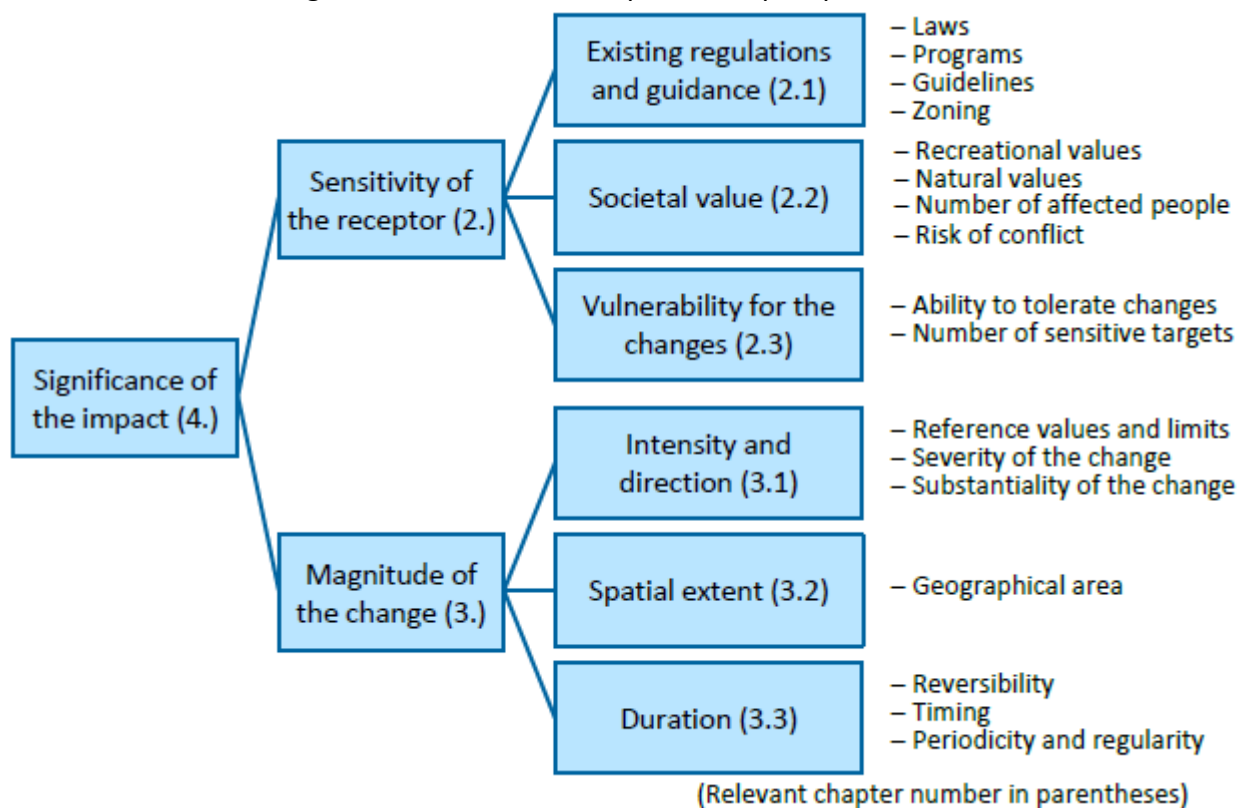 Existing regulations
and guidance (2.1)
– Laws
– Programs
– Guidelines
– Zoning
Sensitivity of
the receptor (2.)
Societal value (2.2)
– Recreational values
– Natural values
– Number of affected people
– Risk of conflict
Vulnerability for the
changes (2.3)
– Ability to tolerate changes
– Number of sensitive targets
Significance of
the impact (4.)
Intensity and
direction (3.1)
– Reference values and limits
– Severity of the change
– Substantiality of the change
Magnitude of
the change (3.)
Spatial extent (3.2)
– Geographical area
Duration (3.3)
– Reversibility
– Timing
– Periodicity and regularity
(Relevant chapter number in parentheses)